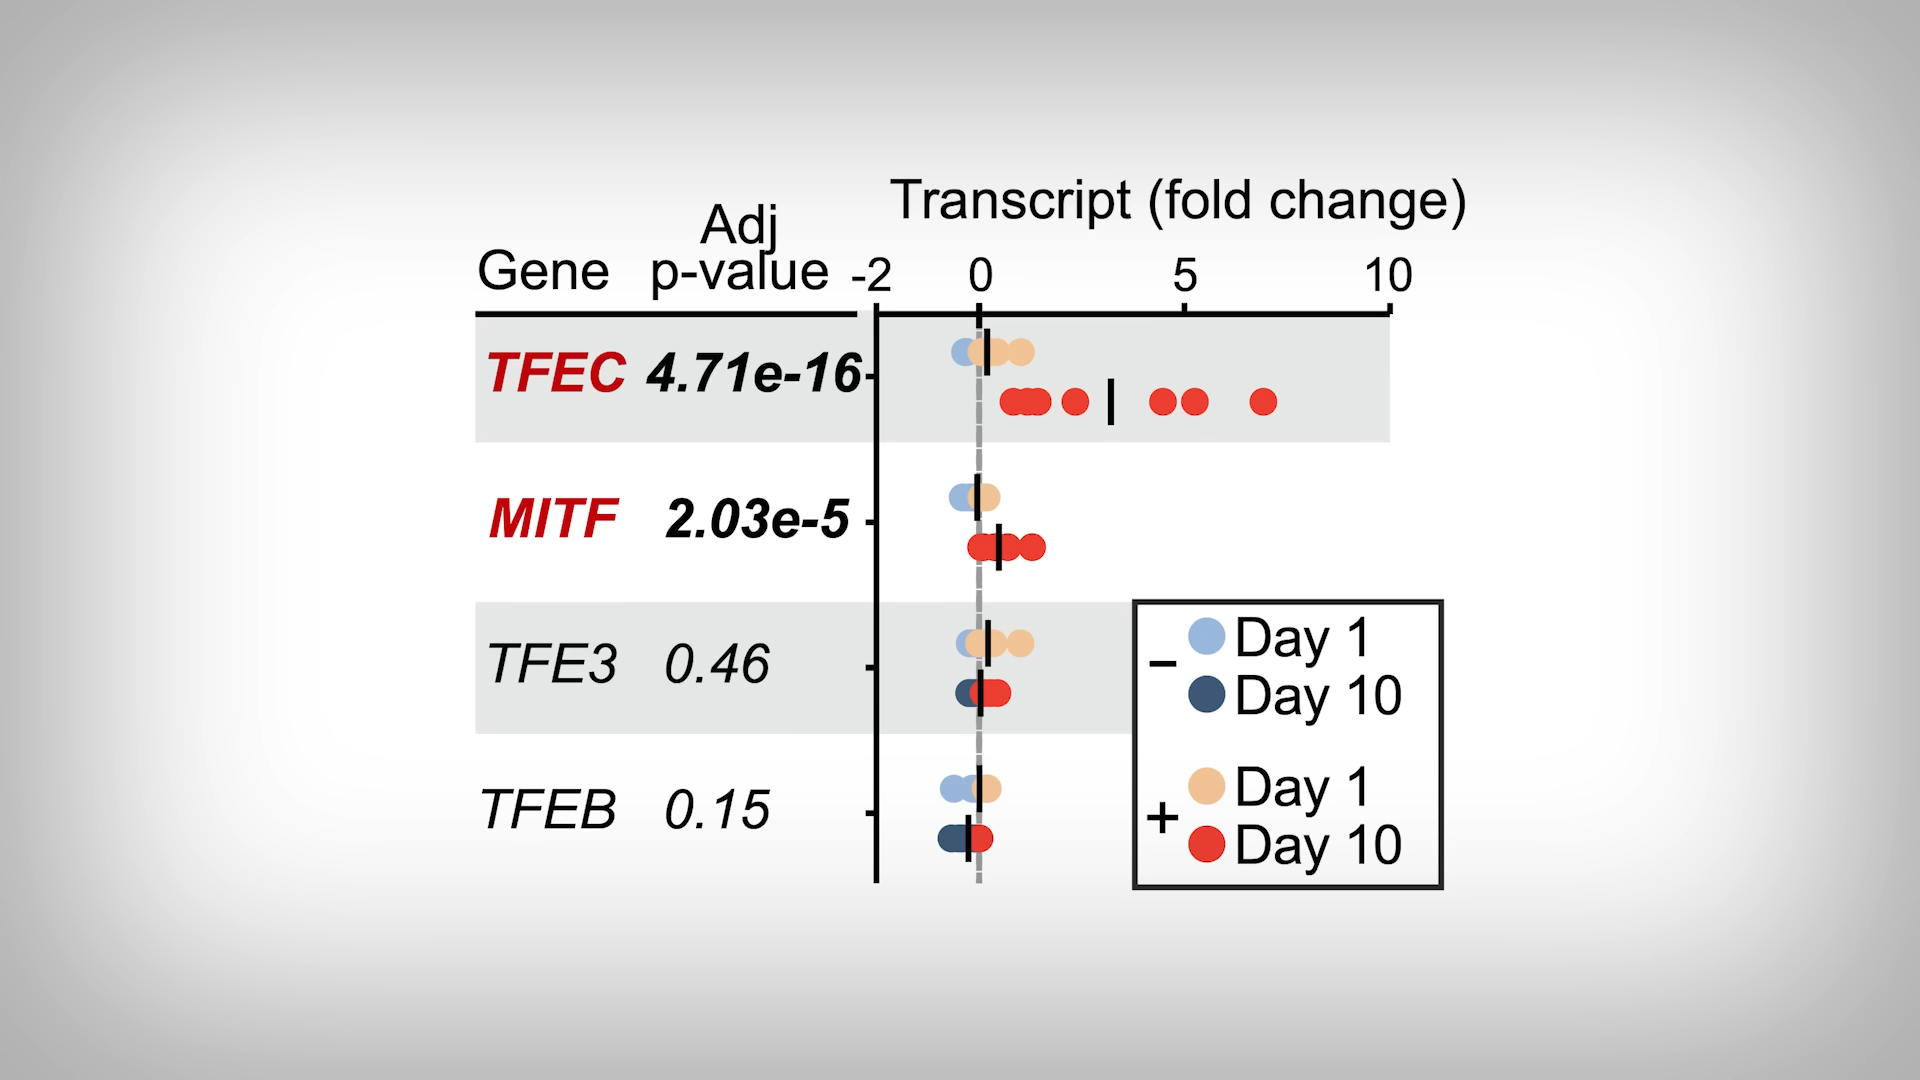 Transcript (fold change)
Adj
Gene p-value -2 0 5 10
TFEC 4.71e-16
MITF 2.03e-5
TFE3 0.46
TFEB 0.15
− Day 1
Day 10
+ Day 1
Day 10